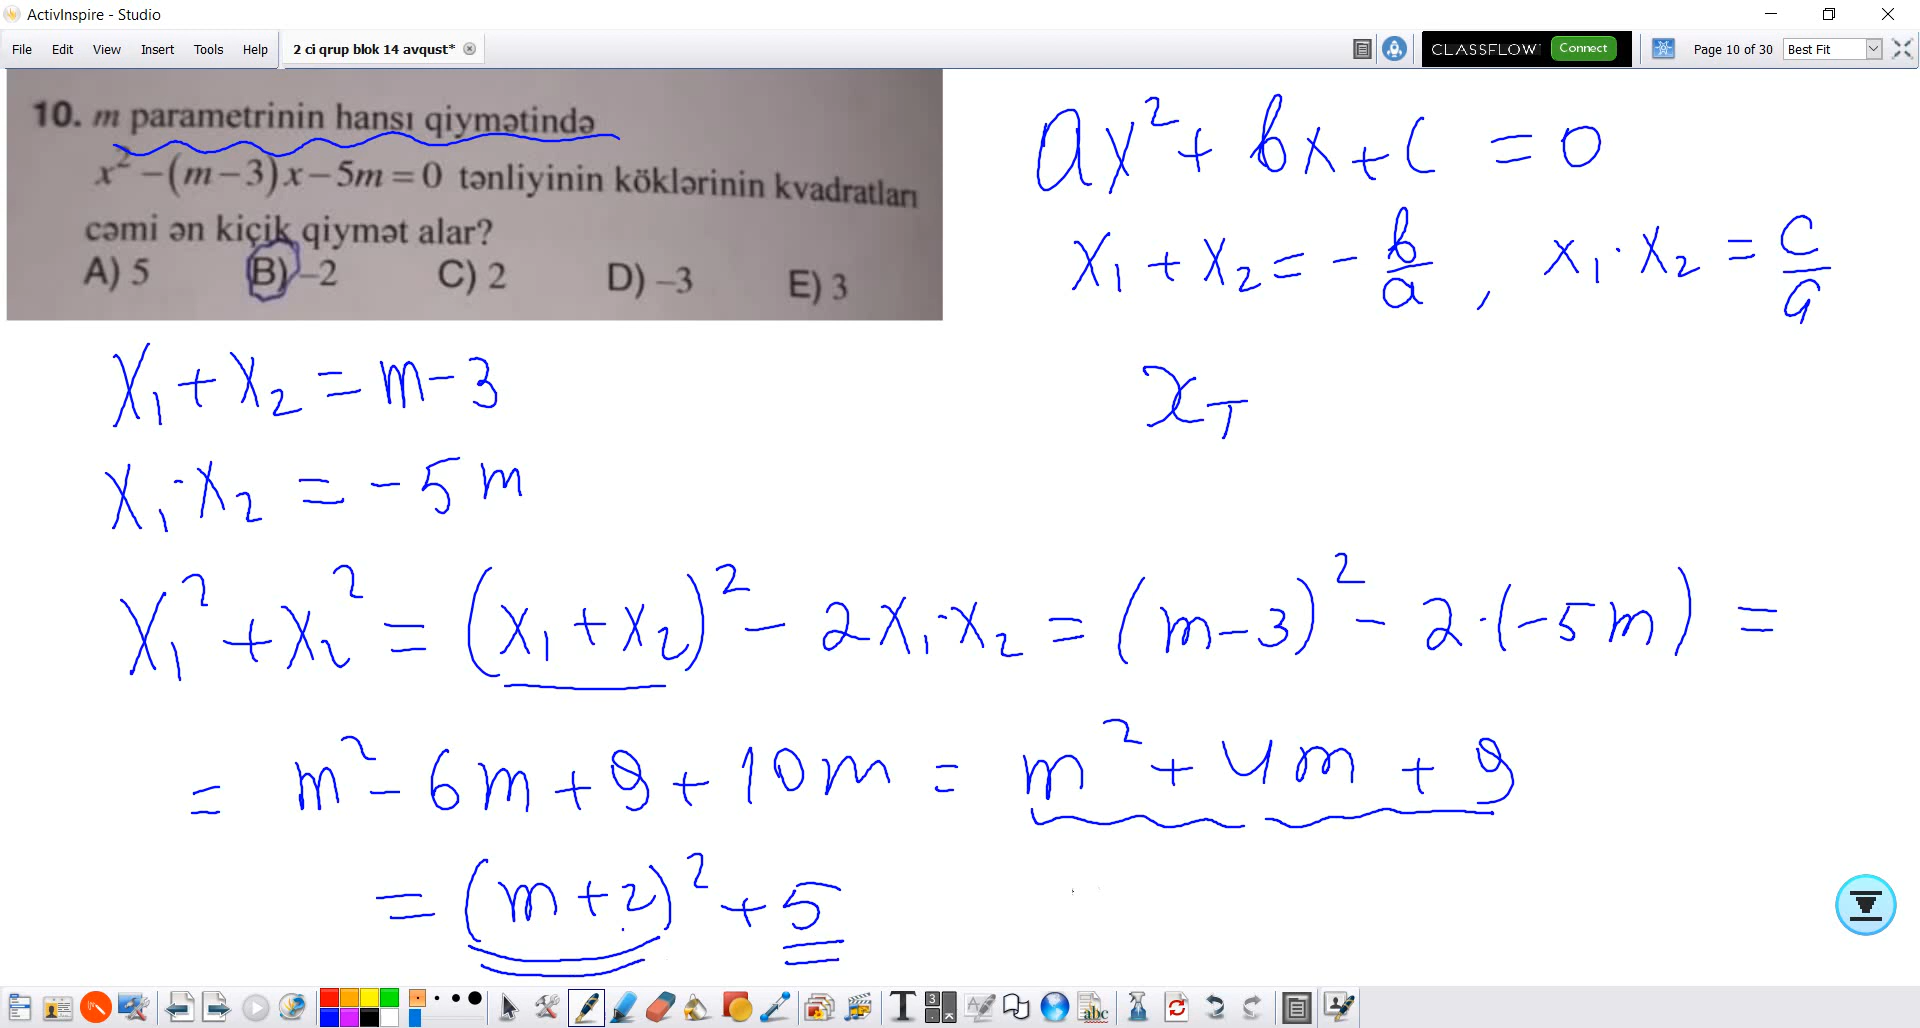 ActivInspire - Studio
File Edit View Insert Tools Help 2 ci qrup blok 14 avqust* CLASSFLOW Connect Page 10 of 30 Best Fit
10. m parametrinin hansı qiymətində
x² −(m−3)x−5m=0 tənliyinin köklərinin kvadratları
cəmi ən kiçik qiymət alar?
A) 5 B) −2 C) 2 D) −3 E) 3
ax² + bx + c = 0
x₁ + x₂ = - b/a , x₁·x₂ = c/a
x₁ + x₂ = m - 3
x_T
x₁·x₂ = - 5m
x₁² + x₂² = (x₁ + x₂)² - 2x₁·x₂ = (m - 3)² - 2·(-5m) =
= m² - 6m + 9 + 10m = m² + 4m + 9
= (m + 2)² + 5